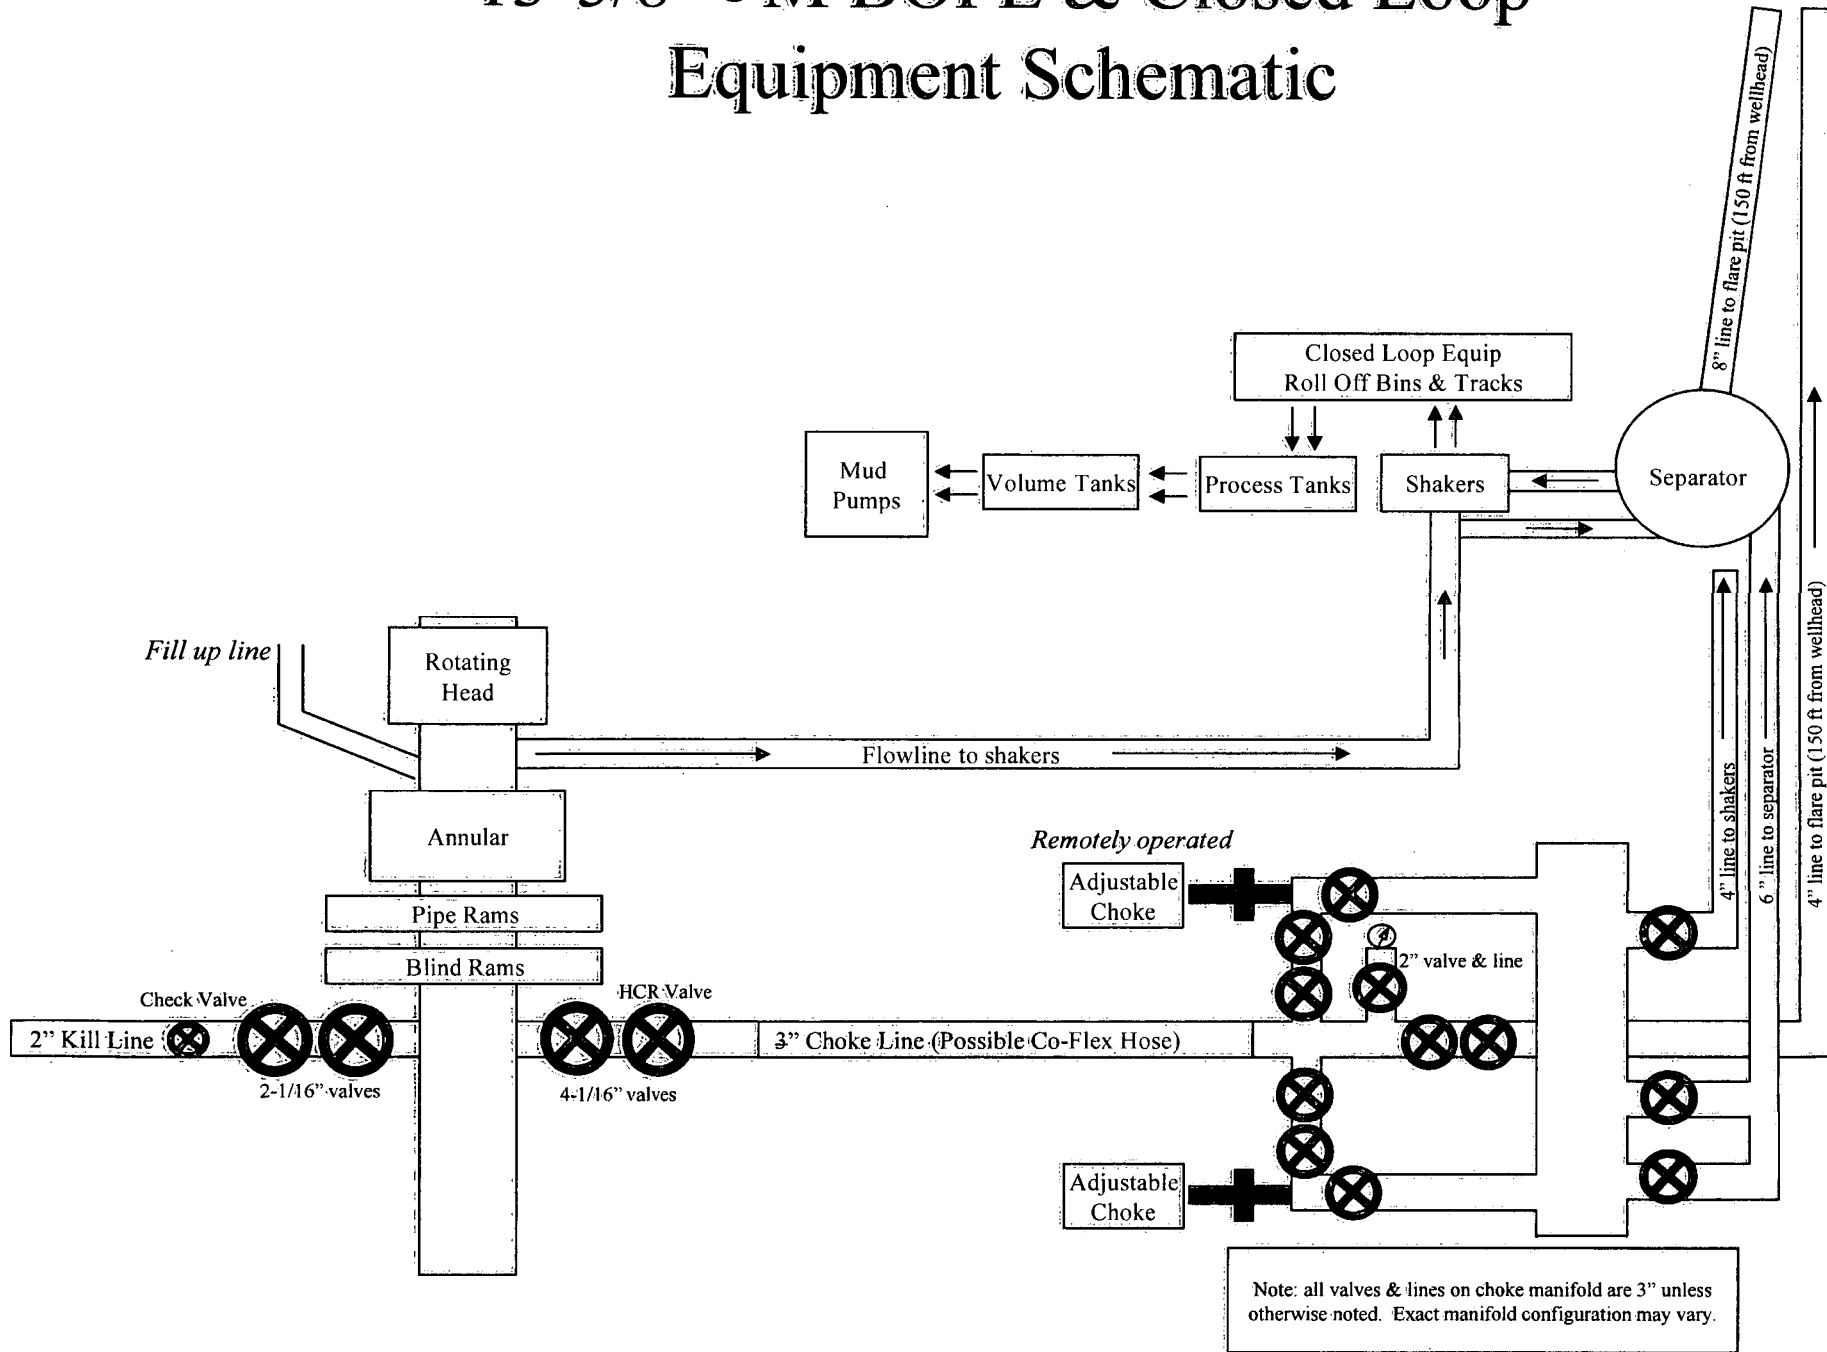 & Closed Loop
Equipment Schematic
8” line to flare pit (150 ft from wellhead)
Closed Loop Equip
Roll Off Bins & Tracks
Mud
Pumps
Volume Tanks
Process Tanks
Shakers
Separator
Fill up line
Rotating
Head
Flowline to shakers
Annular
Pipe Rams
Blind Rams
Remotely operated
Adjustable
Choke
2” valve & line
4” line to shakers
6” line to separator
4” line to flare pit (150 ft from wellhead)
Check Valve
HCR Valve
2” Kill Line
3” Choke Line (Possible Co-Flex Hose)
2-1/16” valves
4-1/16” valves
Adjustable
Choke
Note: all valves & lines on choke manifold are 3” unless
otherwise noted. Exact manifold configuration may vary.